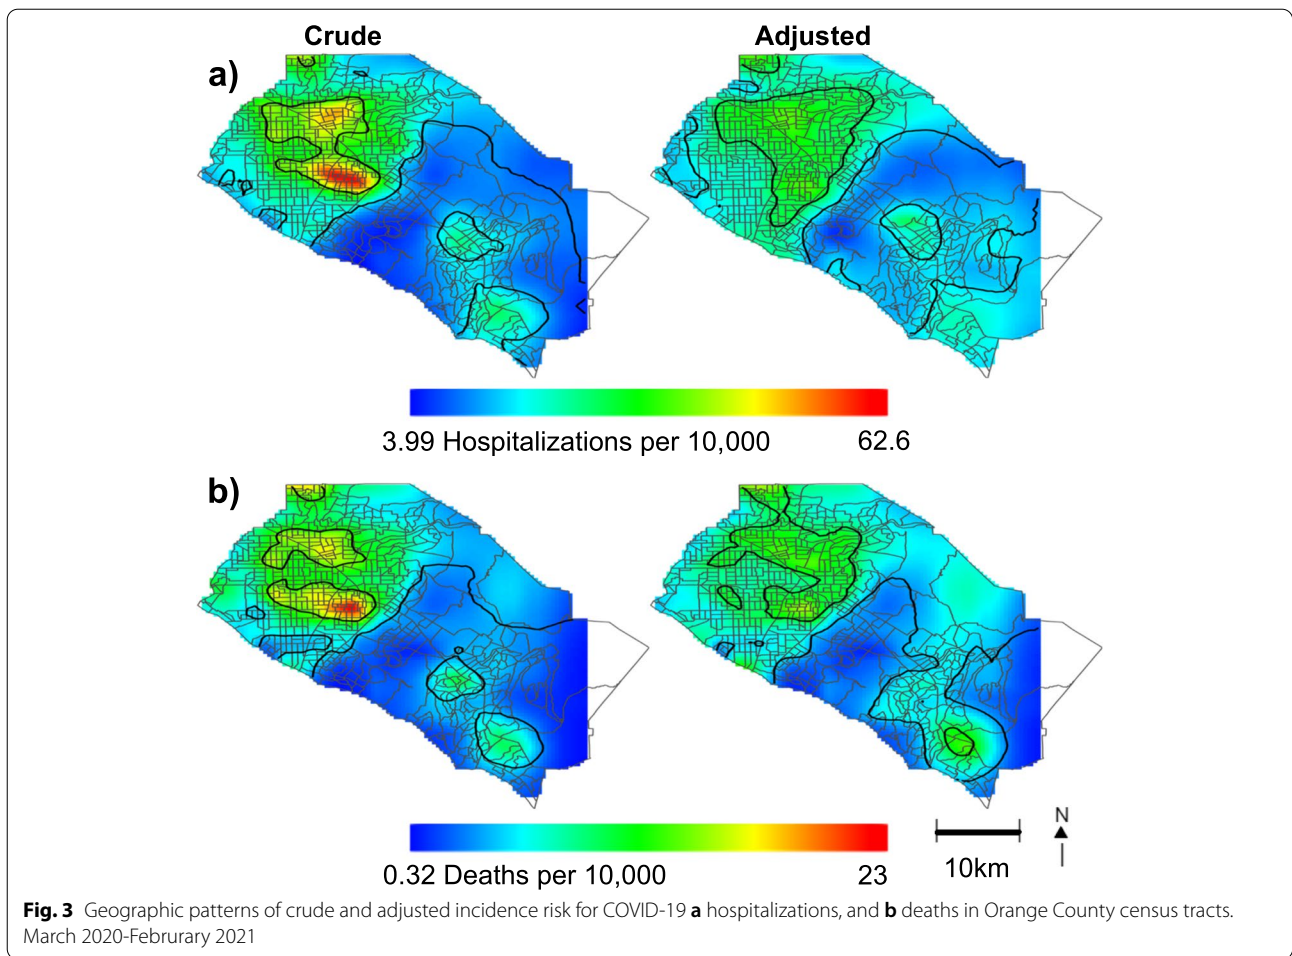 Crude
Adjusted
a)
3.99 Hospitalizations per 10,000
62.6
b)
0.32 Deaths per 10,000
23
10km
N
Fig. 3 Geographic patterns of crude and adjusted incidence risk for COVID-19 a hospitalizations, and b deaths in Orange County census tracts.
March 2020-Februrary 2021